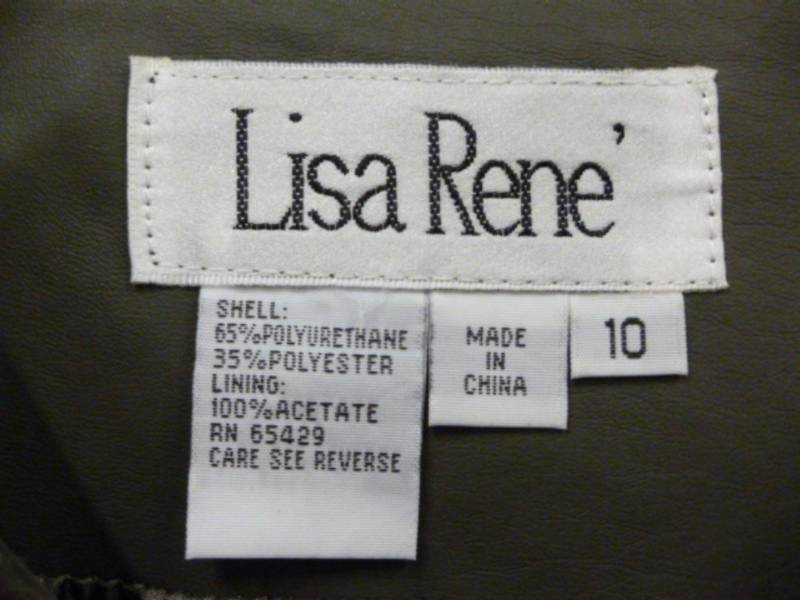 Lisa Rene'
SHELL:
65%POLYURETHANE
35%POLYESTER
LINING:
100%ACETATE
RN 65429
CARE SEE REVERSE
MADE
IN
CHINA
10